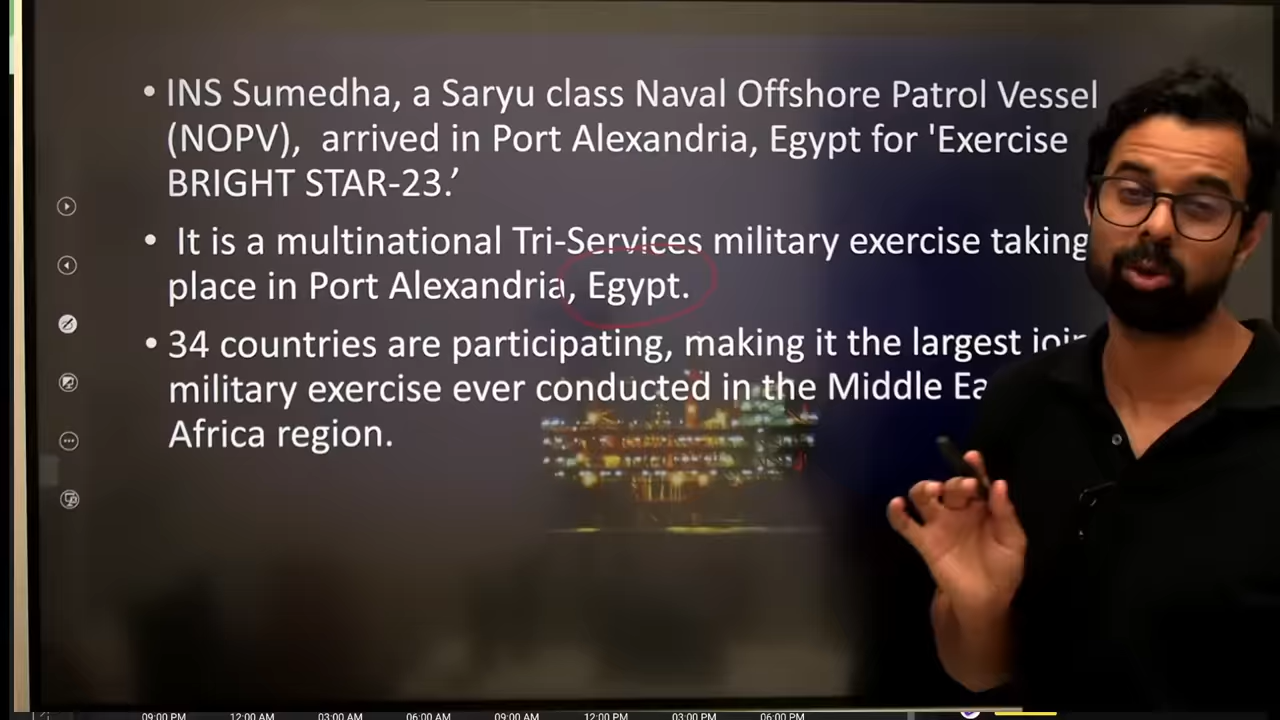 • INS Sumedha, a Saryu class Naval Offshore Patrol Vessel
(NOPV),  arrived in Port Alexandria, Egypt for 'Exercise
BRIGHT STAR-23.’
•  It is a multinational Tri-Services military exercise taking
place in Port Alexandria, Egypt.
• 34 countries are participating, making it the largest
military exercise ever conducted in the Middle
Africa region.
09:00 PM 12:00 AM 03:00 AM 06:00 AM 09:00 AM 12:00 PM 03:00 PM 06:00 PM